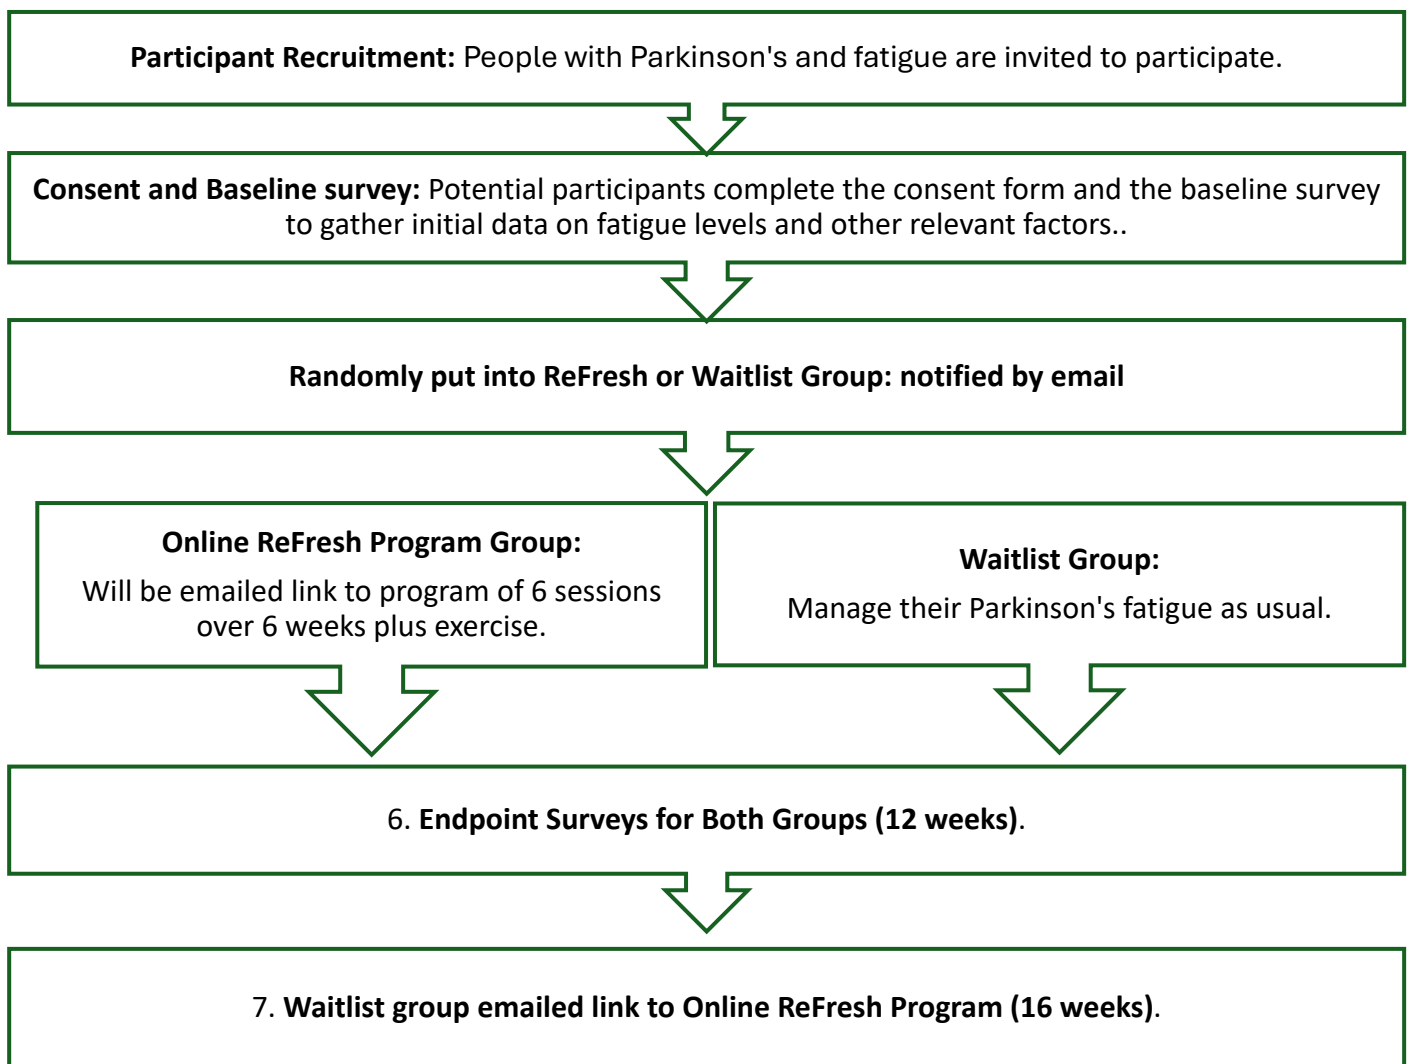 Participant Recruitment: People with Parkinson's and fatigue are invited to participate.
Consent and Baseline survey: Potential participants complete the consent form and the baseline survey
to gather initial data on fatigue levels and other relevant factors..
Randomly put into ReFresh or Waitlist Group: notified by email
Online ReFresh Program Group:
Will be emailed link to program of 6 sessions
over 6 weeks plus exercise.
Waitlist Group:
Manage their Parkinson's fatigue as usual.
6. Endpoint Surveys for Both Groups (12 weeks).
7. Waitlist group emailed link to Online ReFresh Program (16 weeks).